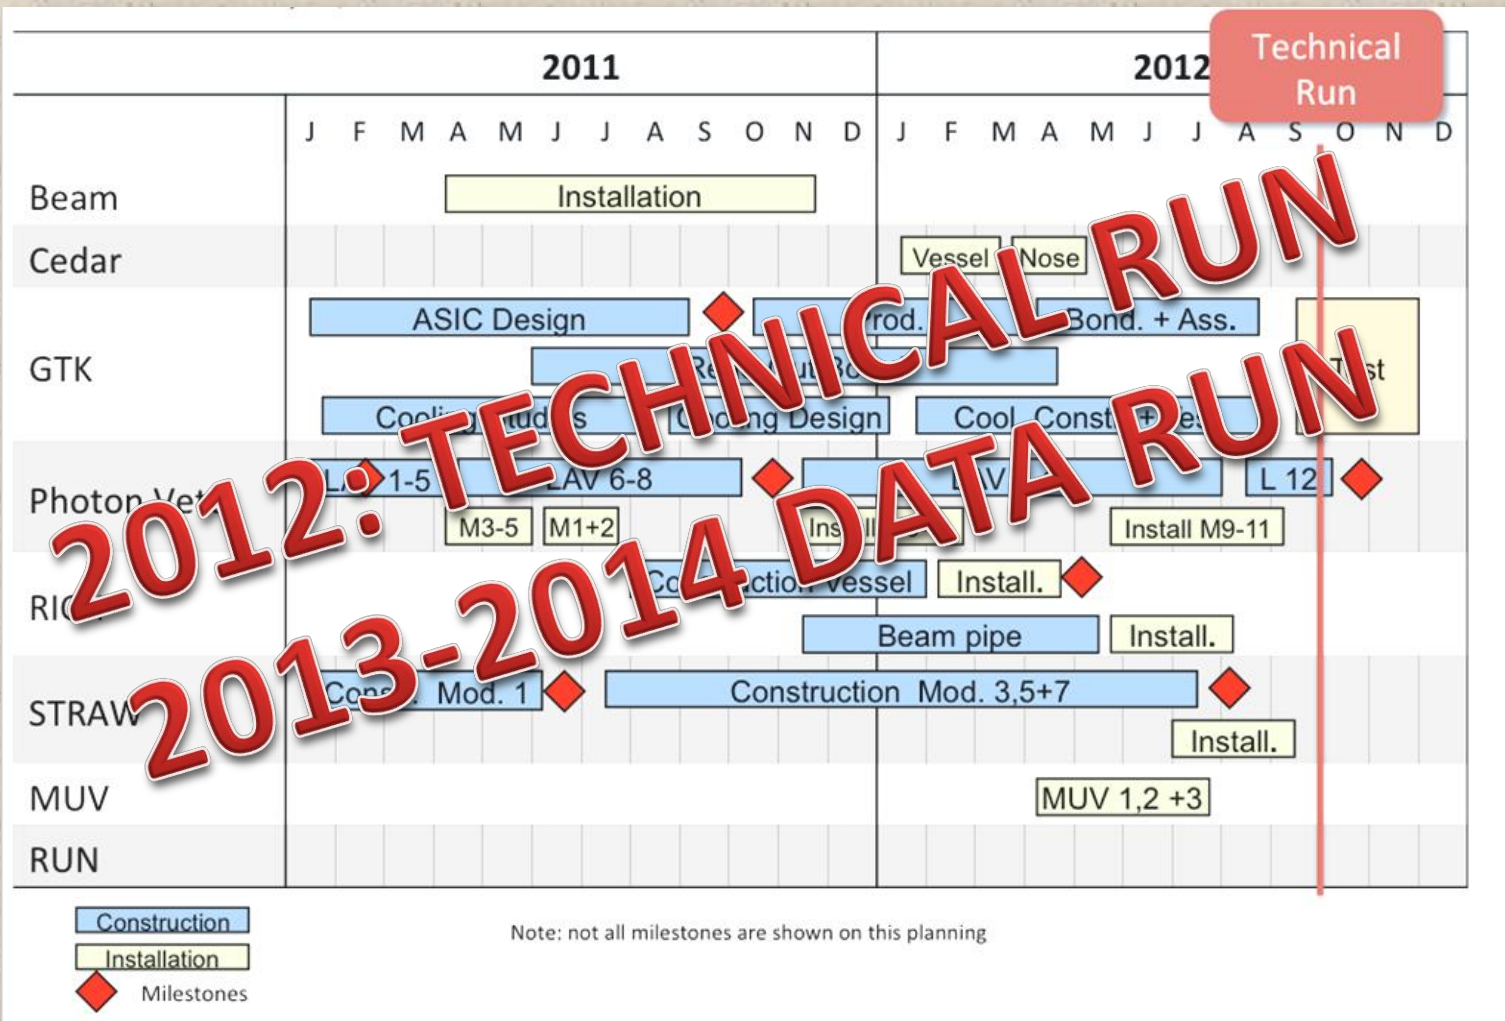 Technical
Run
2011 2012
J F M A M J J A S O N D J F M A M J J A S O N D
Beam Installation
Cedar Vessel Nose
GTK
ASIC Design Prod. Bond. + Ass.
Cooling Design Cool
Photon
1-5 LAV 6-8 L 12
M3-5 M1+2 Install M9-11
Vessel Install.
Beam pipe Install.
STRAW
Mod. 1 Construction Mod. 3,5+7
Install.
MUV MUV 1,2 +3
RUN
2012: TECHNICAL RUN
2013-2014 DATA RUN
Construction
Installation
Milestones
Note: not all milestones are shown on this planning